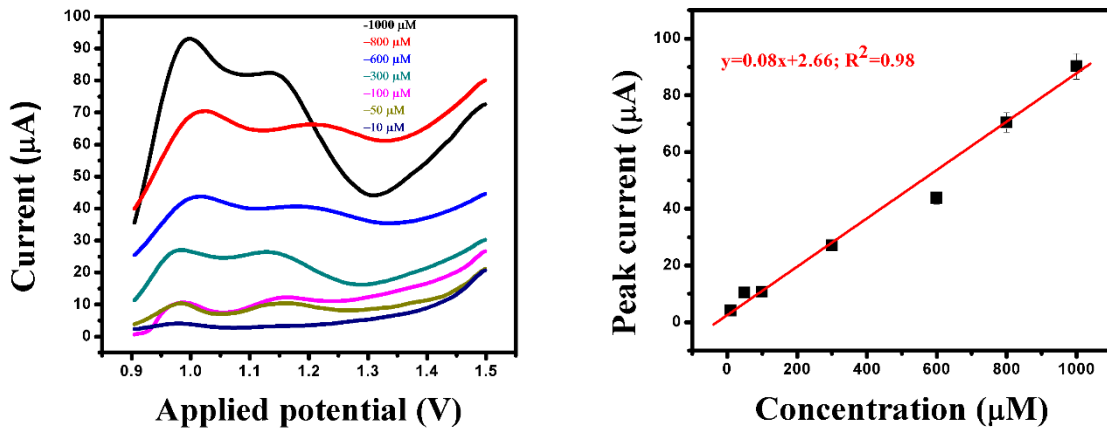 100
90
80
70
60
50
40
30
20
10
0
Current (µA)
-1000 µM
–800 µM
–600 µM
–300 µM
–100 µM
–50 µM
–10 µM
0.9 1.0 1.1 1.2 1.3 1.4 1.5
Applied potential (V)
100
80
60
40
20
0
Peak current (µA)
y=0.08x+2.66; R²=0.98
0 200 400 600 800 1000
Concentration (µM)